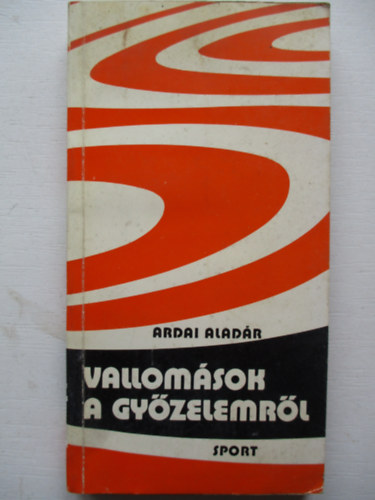 ARDAI ALADÁR
VALLOMÁSOK
A GYŐZELEMRŐL
SPORT